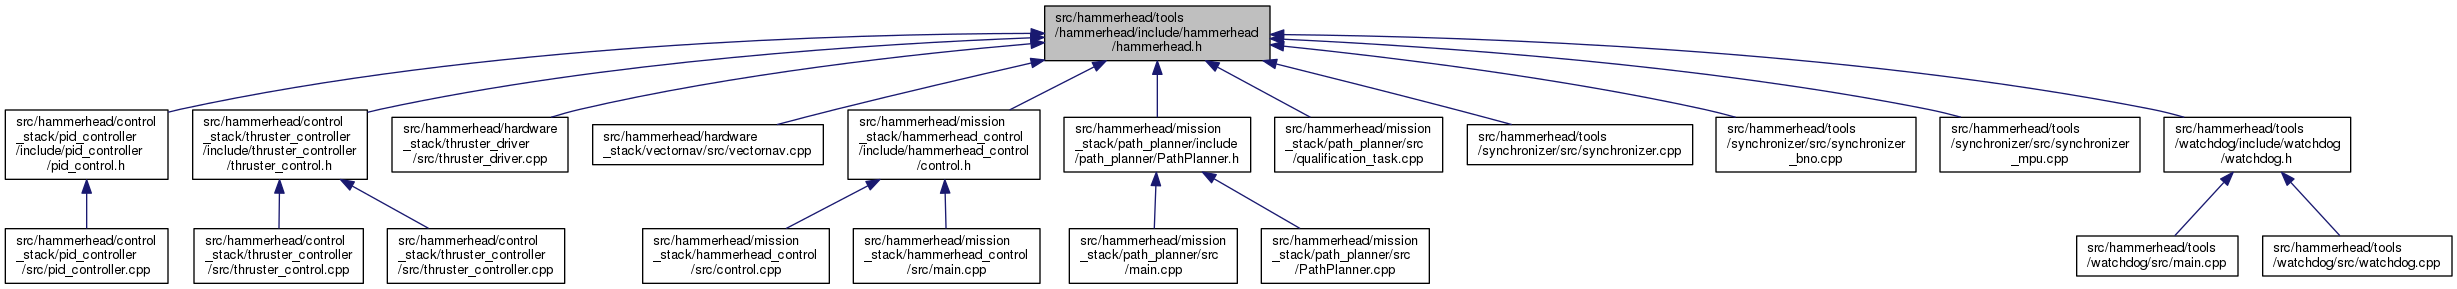 src/hammerhead/tools
/hammerhead/include/hammerhead
/hammerhead.h
src/hammerhead/control
_stack/pid_controller
/include/pid_controller
/pid_control.h
src/hammerhead/control
_stack/thruster_controller
/include/thruster_controller
/thruster_control.h
src/hammerhead/hardware
_stack/thruster_driver
/src/thruster_driver.cpp
src/hammerhead/hardware
_stack/vectornav/src/vectornav.cpp
src/hammerhead/mission
_stack/hammerhead_control
/include/hammerhead_control
/control.h
src/hammerhead/mission
_stack/path_planner/include
/path_planner/PathPlanner.h
src/hammerhead/mission
_stack/path_planner/src
/qualification_task.cpp
src/hammerhead/tools
/synchronizer/src/synchronizer.cpp
src/hammerhead/tools
/synchronizer/src/synchronizer
_bno.cpp
src/hammerhead/tools
/synchronizer/src/synchronizer
_mpu.cpp
src/hammerhead/tools
/watchdog/include/watchdog
/watchdog.h
src/hammerhead/control
_stack/pid_controller
/src/pid_controller.cpp
src/hammerhead/control
_stack/thruster_controller
/src/thruster_control.cpp
src/hammerhead/control
_stack/thruster_controller
/src/thruster_controller.cpp
src/hammerhead/mission
_stack/hammerhead_control
/src/control.cpp
src/hammerhead/mission
_stack/hammerhead_control
/src/main.cpp
src/hammerhead/mission
_stack/path_planner/src
/main.cpp
src/hammerhead/mission
_stack/path_planner/src
/PathPlanner.cpp
src/hammerhead/tools
/watchdog/src/main.cpp
src/hammerhead/tools
/watchdog/src/watchdog.cpp